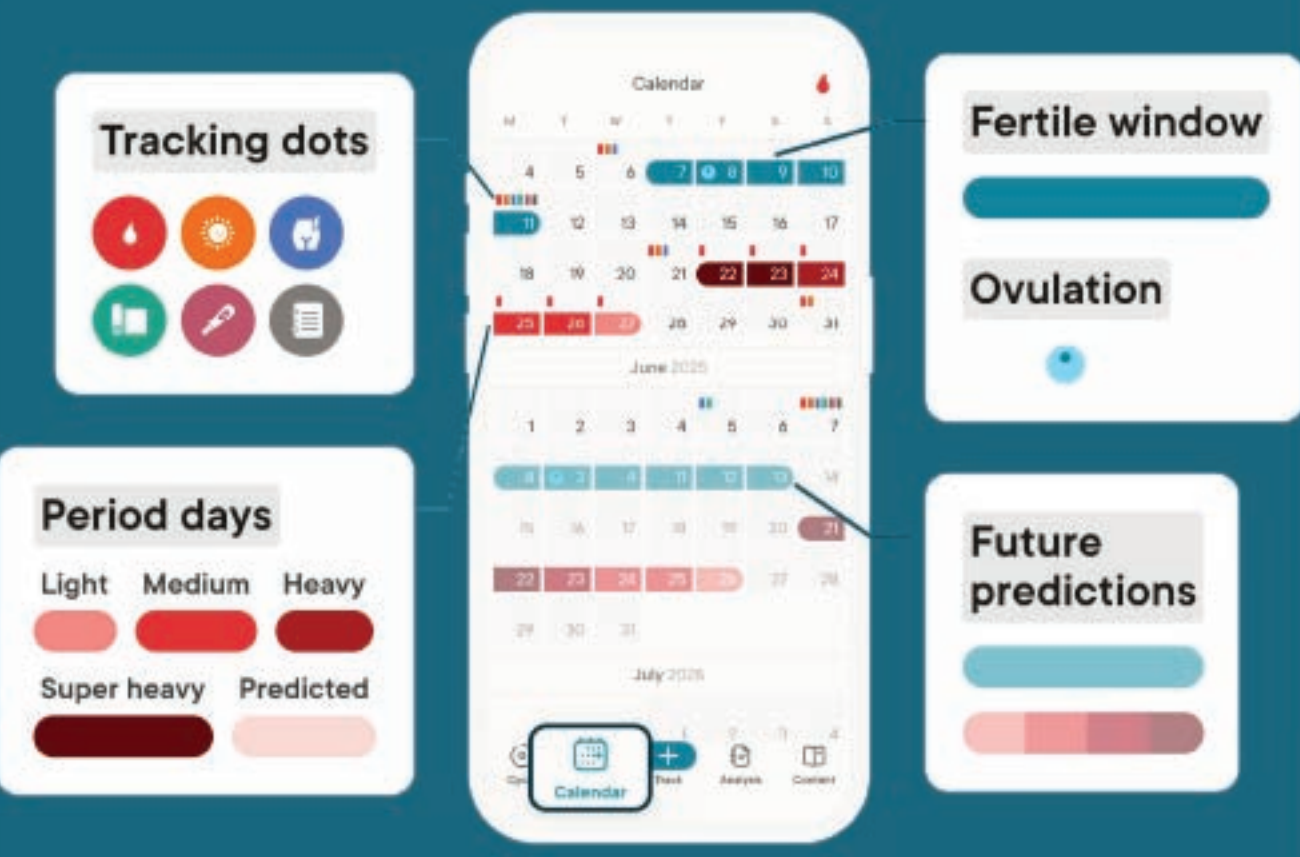 Tracking dots
Period days
Light Medium Heavy
Super heavy Predicted
Calendar
M T W T F S S
4 5 6 7 8 9 10
11 12 13 14 15 16 17
18 19 20 21 22 23 24
25 26 27 28 29 30 31
June 2025
1 2 3 4 5 6 7
11 12 13 14
15 16 17 18 19 20 21
22 23 24 25 26 27 28
29 30 31
July 2025
1 2 3 4
Calendar Track Analysis Content
Fertile window
Ovulation
Future
predictions